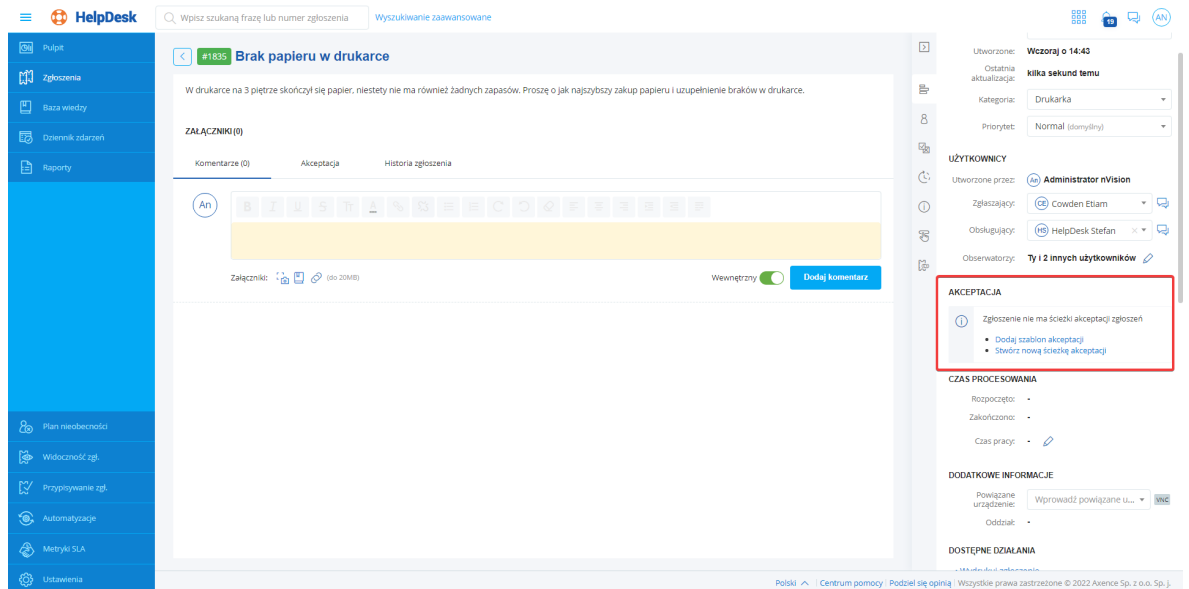 HelpDesk
Wpisz szukaną frazę lub numer zgłoszenia
Wyszukiwanie zaawansowane
19
AN
Pulpit
Zgłoszenia
Baza wiedzy
Dziennik zdarzeń
Raporty
Plan nieobecności
Widoczność zgł.
Przypisywanie zgł.
Automatyzacje
Metryki SLA
Ustawienia
#1835 Brak papieru w drukarce
W drukarce na 3 piętrze skończył się papier, niestety nie ma również żadnych zapasów. Proszę o jak najszybszy zakup papieru i uzupełnienie braków w drukarce.
ZAŁĄCZNIKI (0)
Komentarze (0) Akceptacja Historia zgłoszenia
An
Załączniki: (do 20MB)
Wewnętrzny Dodaj komentarz
Utworzone: Wczoraj o 14:43
Ostatnia aktualizacja: kilka sekund temu
Kategoria: Drukarka
Priorytet: Normal (domyślny)
UŻYTKOWNICY
Utworzone przez: An Administrator nVision
Zgłaszający: CE Cowden Etiam
Obsługujący: HS HelpDesk Stefan
Obserwatorzy: Ty i 2 innych użytkowników
AKCEPTACJA
Zgłoszenie nie ma ścieżki akceptacji zgłoszeń
Dodaj szablon akceptacji
Stwórz nową ścieżkę akceptacji
CZAS PROCESOWANIA
Rozpoczęto: -
Zakończono: -
Czas pracy: -
DODATKOWE INFORMACJE
Powiązane urządzenie: Wprowadź powiązane u... VNC
Oddział: -
DOSTĘPNE DZIAŁANIA
Wydrukuj zgłoszenie
Polski Centrum pomocy Podziel się opinią Wszystkie prawa zastrzeżone © 2022 Axence Sp. z o.o. Sp. j.